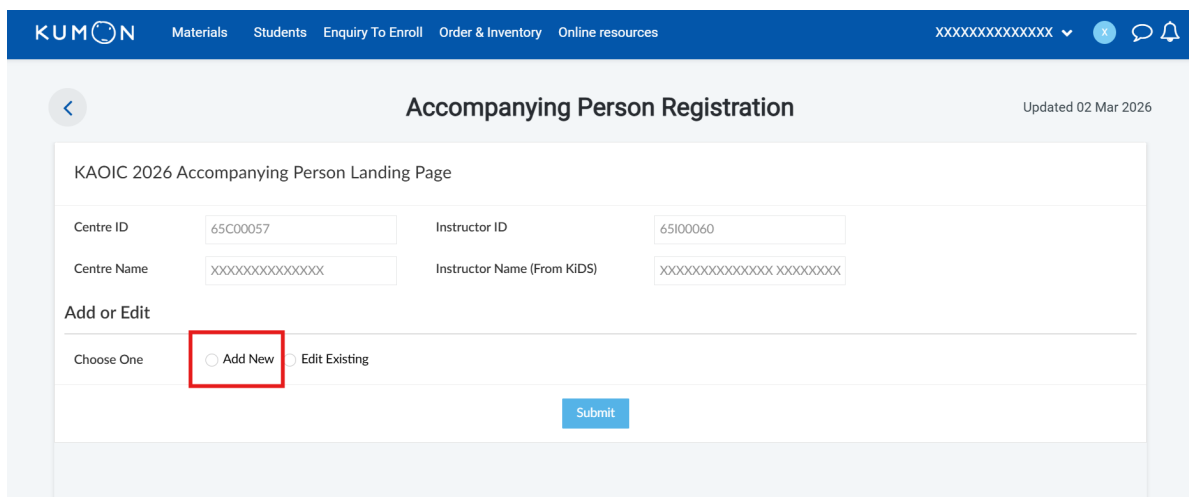 KUMON Materials Students Enquiry To Enroll Order & Inventory Online resources XXXXXXXXXXXXXX X
Accompanying Person Registration Updated 02 Mar 2026
KAOIC 2026 Accompanying Person Landing Page
Centre ID 65C00057 Instructor ID 65I00060
Centre Name XXXXXXXXXXXXXX Instructor Name (From KiDS) XXXXXXXXXXXXXX XXXXXXXX
Add or Edit
Choose One Add New Edit Existing
Submit